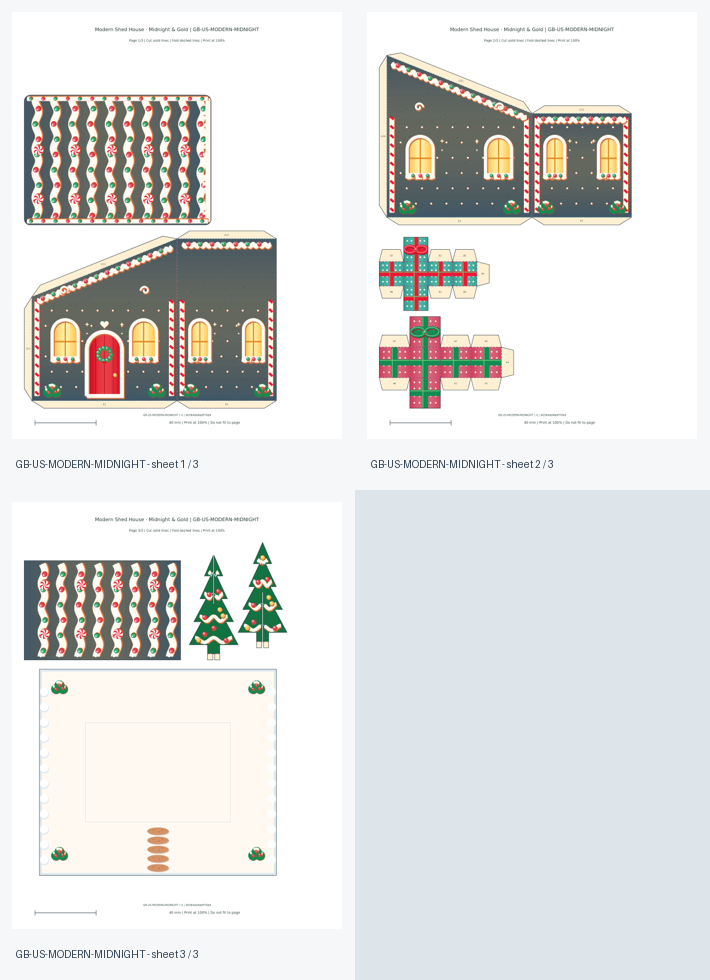 Modern Shed House · Midnight & Gold | GB-US-MODERN-MIDNIGHT
Page 1/3 | Cut solid lines | Fold dashed lines | Print at 100%
40 mm | Print at 100% | Do not fit to page
GB-US-MODERN-MIDNIGHT - sheet 1 / 3
Modern Shed House · Midnight & Gold | GB-US-MODERN-MIDNIGHT
Page 2/3 | Cut solid lines | Fold dashed lines | Print at 100%
40 mm | Print at 100% | Do not fit to page
GB-US-MODERN-MIDNIGHT - sheet 2 / 3
Modern Shed House · Midnight & Gold | GB-US-MODERN-MIDNIGHT
Page 3/3 | Cut solid lines | Fold dashed lines | Print at 100%
40 mm | Print at 100% | Do not fit to page
GB-US-MODERN-MIDNIGHT - sheet 3 / 3